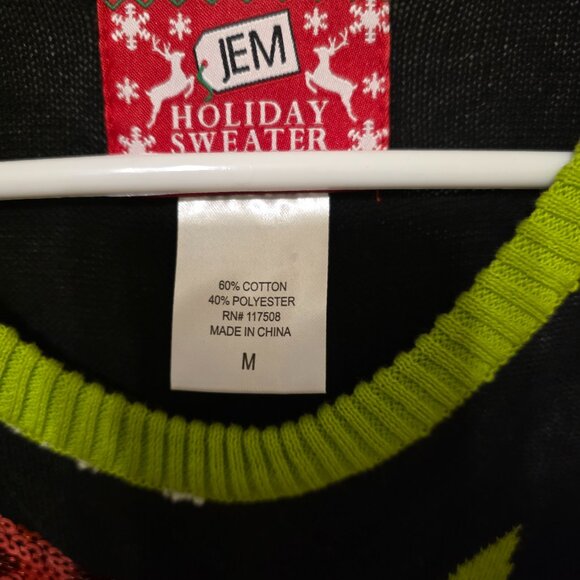 JEM
HOLIDAY
SWEATER
60% COTTON
40% POLYESTER
RN# 117508
MADE IN CHINA
M